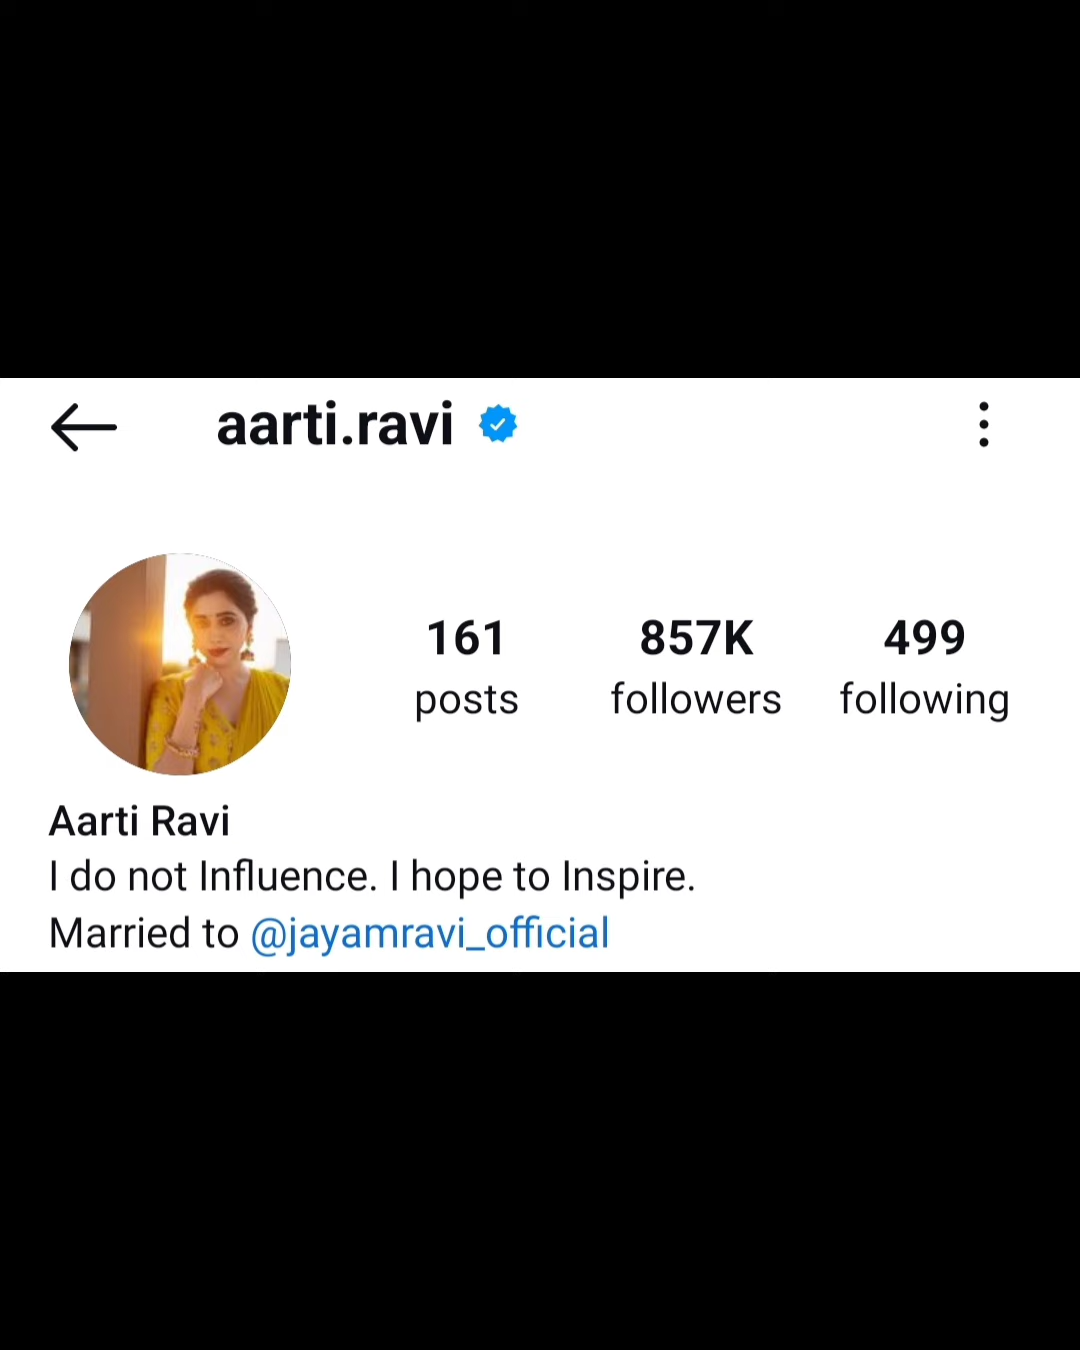 aarti.ravi
161 857K 499
posts followers following
Aarti Ravi
I do not Influence. I hope to Inspire.
Married to @jayamravi_official